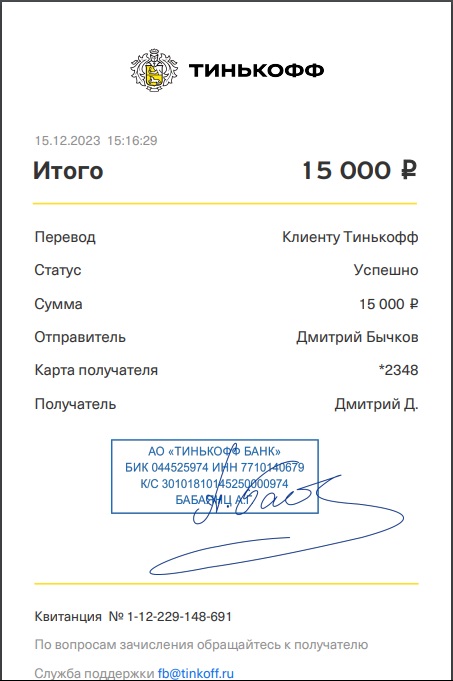 ТИНЬКОФФ
15.12.2023 15:16:29
Итого 15 000 ₽
Перевод Клиенту Тинькофф
Статус Успешно
Сумма 15 000 ₽
Отправитель Дмитрий Бычков
Карта получателя *2348
Получатель Дмитрий Д.
АО «ТИНЬКОФФ БАНК»
БИК 044525974 ИНН 7710140679
К/С 30101810145250000974
БАБАЯНЦ А.Г.
Квитанция № 1-12-229-148-691
По вопросам зачисления обращайтесь к получателю
Служба поддержки fb@tinkoff.ru